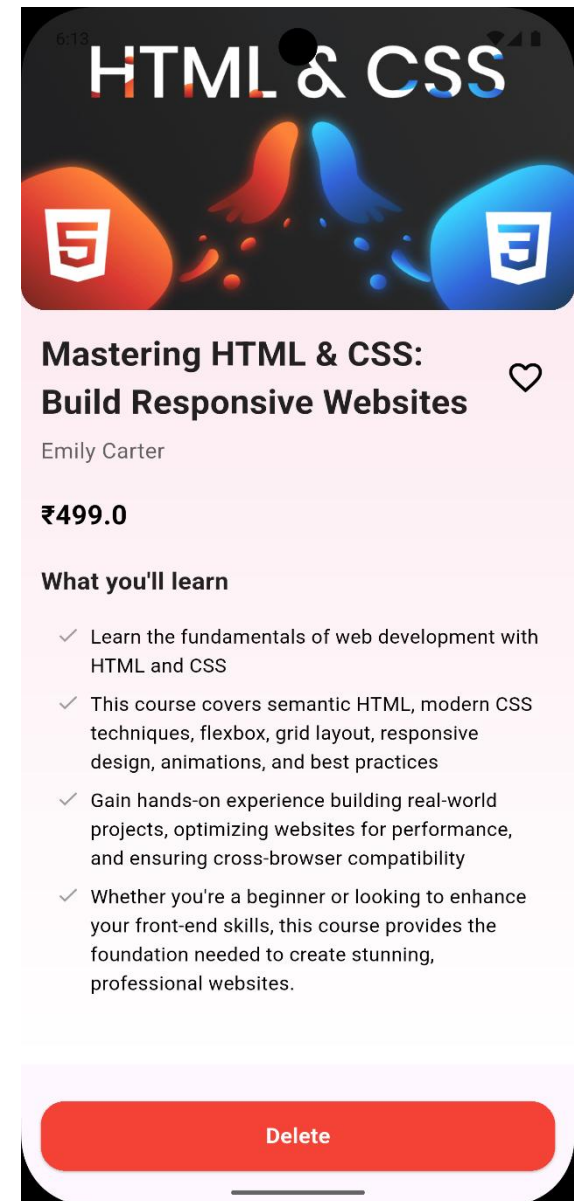 6:13
HTML & CSS
5
3
Mastering HTML & CSS:
Build Responsive Websites
Emily Carter
₹499.0
What you'll learn
Learn the fundamentals of web development with
HTML and CSS
This course covers semantic HTML, modern CSS
techniques, flexbox, grid layout, responsive
design, animations, and best practices
Gain hands-on experience building real-world
projects, optimizing websites for performance,
and ensuring cross-browser compatibility
Whether you're a beginner or looking to enhance
your front-end skills, this course provides the
foundation needed to create stunning,
professional websites.
Delete